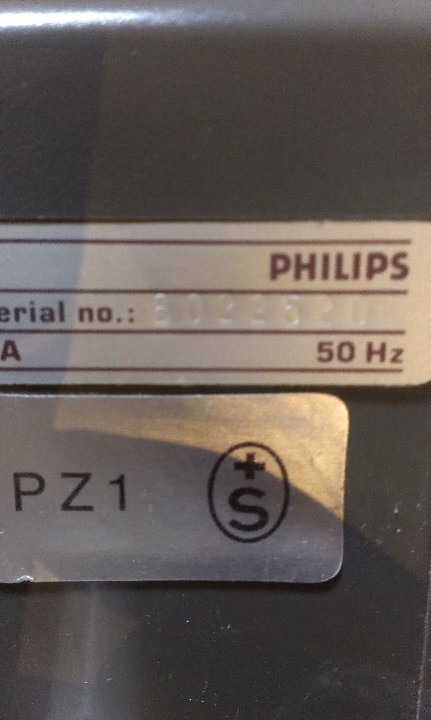 PHILIPS
erial no.:
A 50 Hz
PZ1
+
S